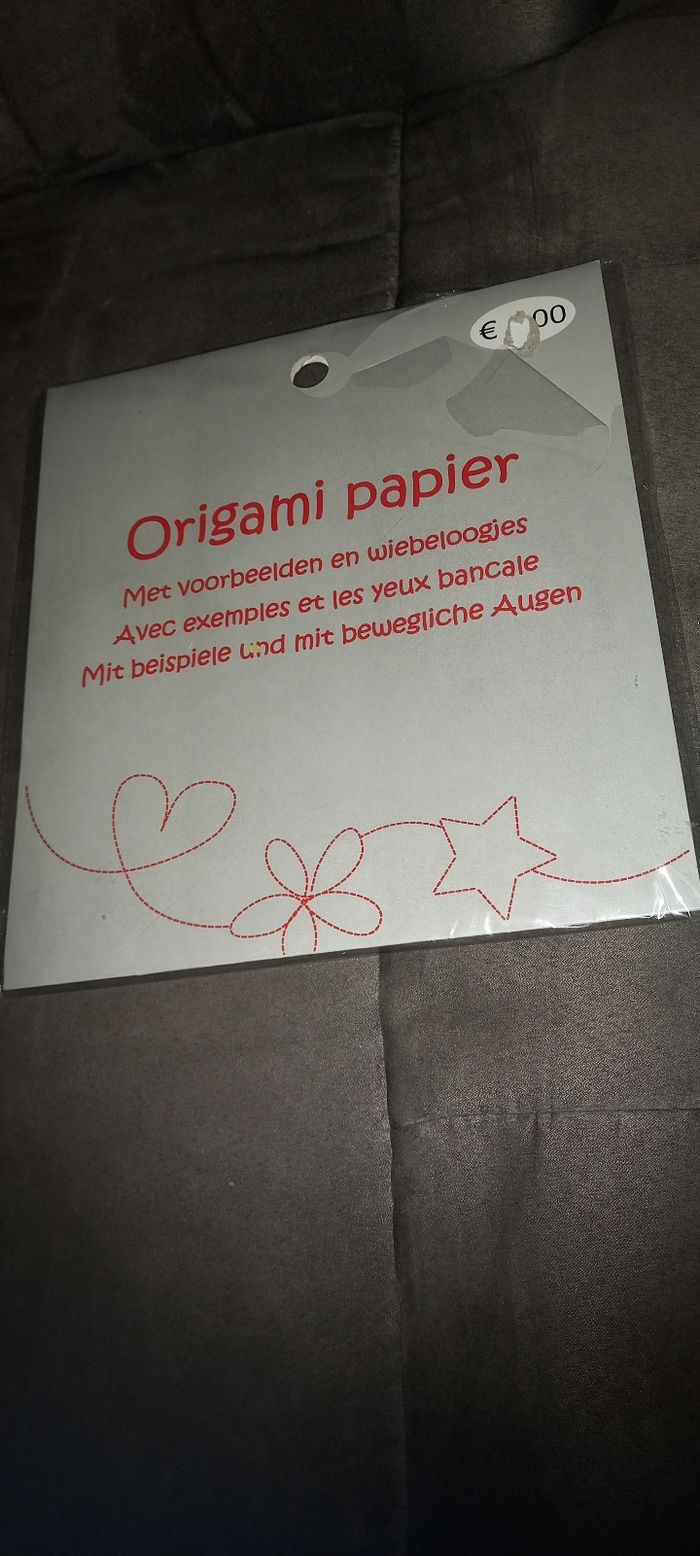 € .00
Origami papier
Met voorbeelden en wiebeloogjes
Avec exemples et les yeux bancale
Mit beispiele und mit bewegliche Augen